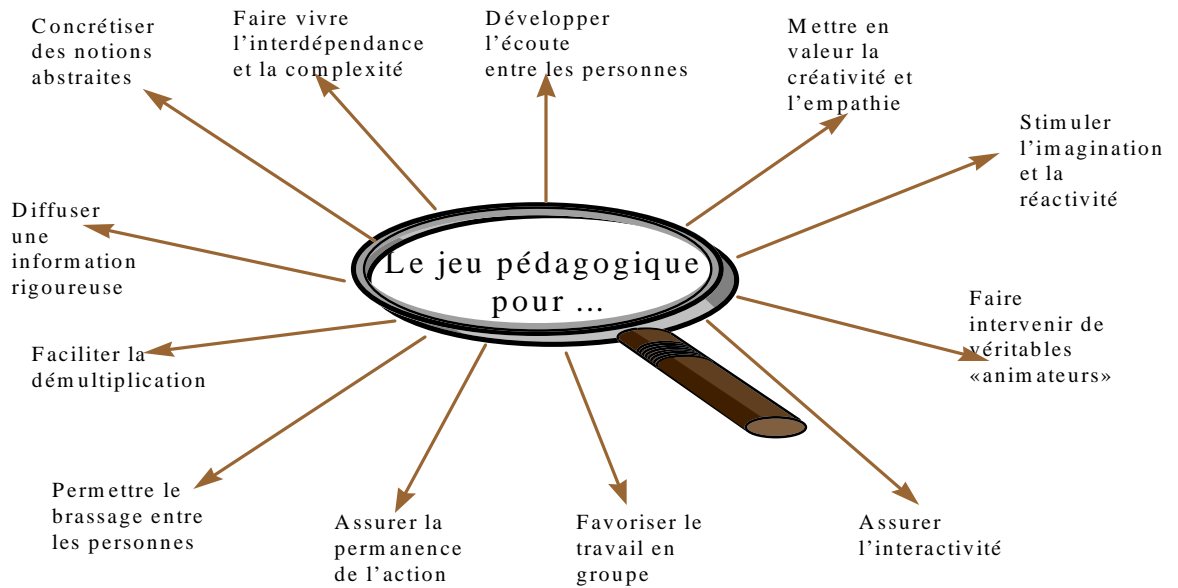 Concrétiser
des notions
abstraites
Faire vivre
l’interdépendance
et la complexité
Développer
l’écoute
entre les personnes
Mettre en
valeur la
créativité et
l’empathie
Stimuler
l’imagination
et la
réactivité
Diffuser
une
information
rigoureuse
Le jeu pédagogique
pour ...
Faire
intervenir de
véritables
«animateurs»
Faciliter la
démultiplication
Permettre le
brassage entre
les personnes
Assurer la
permanence
de l’action
Favoriser le
travail en
groupe
Assurer
l’interactivité